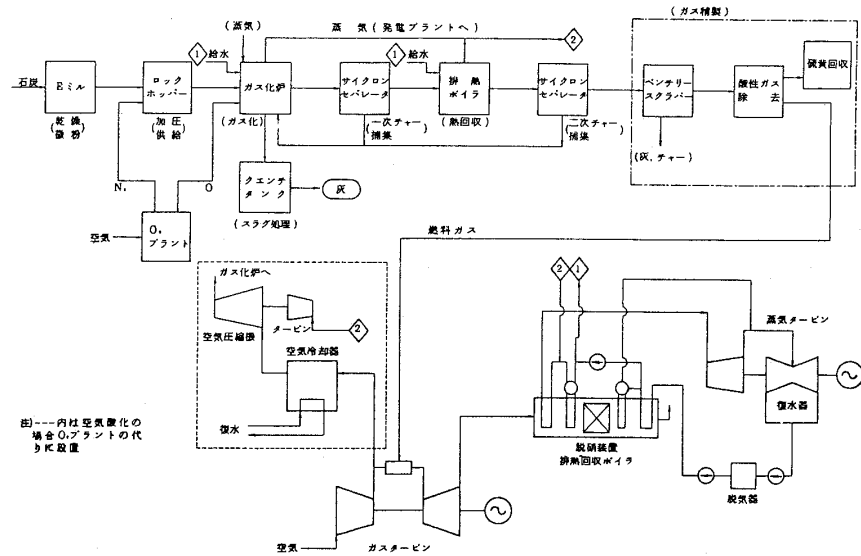 (蒸気)
蒸 気 (発電プラントへ)
2
(ガス精製)
1
給水
1
給水
石炭
Eミル
ロック
ホッパー
ガス化炉
サイクロン
セパレータ
排 熱
ボイラ
サイクロン
セパレータ
ベンテリー
スクラバー
酸性ガス
除 去
硫黄回収
(乾燥
微粉)
(加圧
供給)
(ガス化)
(一次チャー
捕集)
(熱回収)
(二次チャー
捕集)
(灰,チャー)
クエンチ
タンク
灰
(スラグ処理)
N₂
O
O₂
プラント
空気
燃料ガス
ガス化炉へ
空気圧縮機
タービン
2
空気冷却器
復水
2
1
蒸気タービン
復水器
脱硝装置
排熱回収ボイラ
脱気器
注)---内は空気酸化の
場合O₂プラントの代
りに設置
空気
ガスタービン